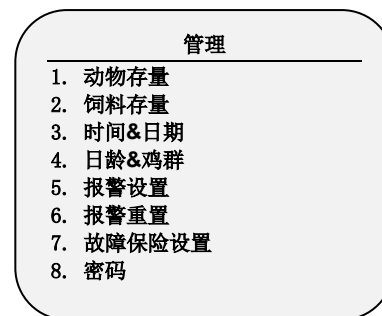 管理
1. 动物存量
2. 饲料存量
3. 时间&日期
4. 日龄&鸡群
5. 报警设置
6. 报警重置
7. 故障保险设置
8. 密码